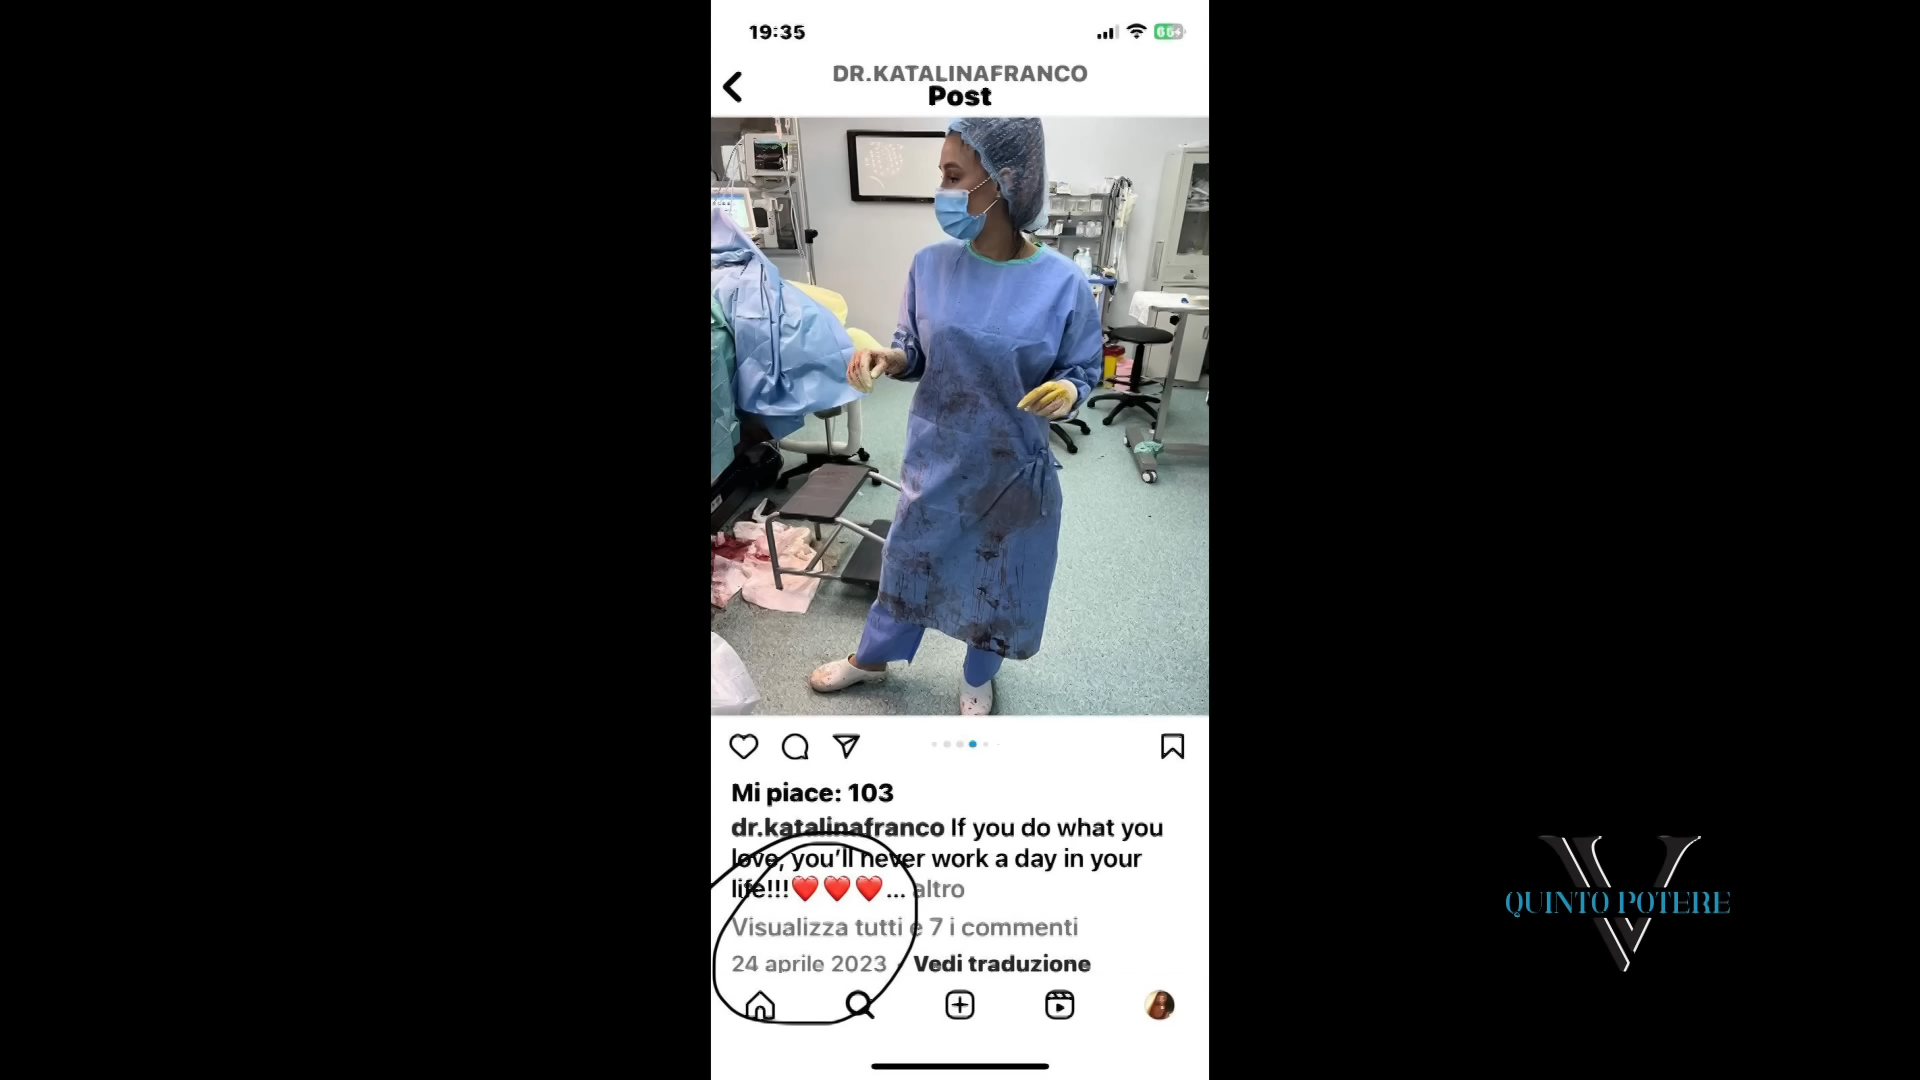 19:35
66
DR.KATALINAFRANCO
Post
Mi piace: 103
dr.katalinafranco If you do what you
love, you'll never work a day in your
life!!!❤️❤️❤️... altro
Visualizza tutti e 7 i commenti
24 aprile 2023 · Vedi traduzione
V
QUINTO POTERE